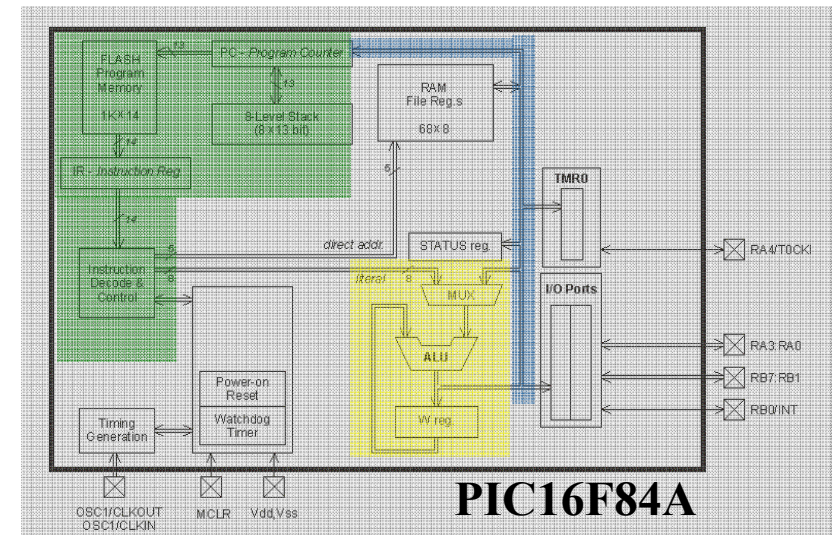 FLASH
Program
Memory
1K×14
13
PC - Program Counter
13
8-Level Stack
(8 x 13 bit)
RAM
File Reg.s
68×8
14
IR - Instruction Reg.
14
5
TMR0
direct addr.
STATUS reg.
RA4/T0CKI
Instruction
Decode &
Control
5
8
literal
8
MUX
I/O Ports
ALU
RA3:RA0
RB7:RB1
RB0/INT
Power-on
Reset
Watchdog
Timer
Timing
Generation
W reg.
OSC1/CLKOUT
OSC1/CLKIN
MCLR
Vdd,Vss
PIC16F84A